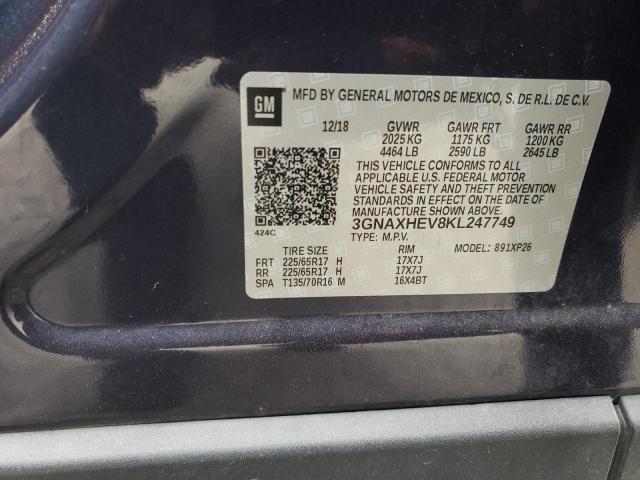 GM MFD BY GENERAL MOTORS DE MEXICO, S. DE R.L. DE C.V.
12/18 GVWR GAWR FRT GAWR RR
2025 KG 1175 KG 1200 KG
4464 LB 2590 LB 2645 LB
THIS VEHICLE CONFORMS TO ALL
APPLICABLE U.S. FEDERAL MOTOR
VEHICLE SAFETY AND THEFT PREVENTION
STANDARDS IN EFFECT ON THE DATE OF
MANUFACTURE SHOWN ABOVE.
3GNAXHEV8KL247749
424C TYPE: M.P.V.
TIRE SIZE RIM MODEL: 891XP26
FRT 225/65R17 H 17X7J
RR 225/65R17 H 17X7J
SPA T135/70R16 M 16X4BT